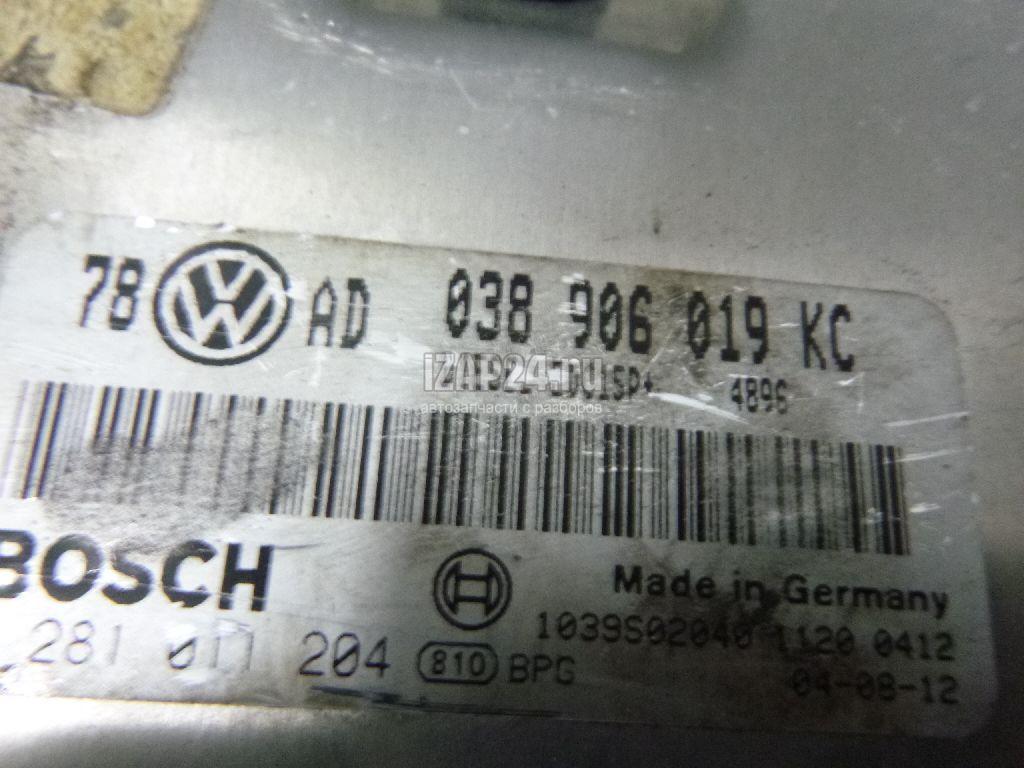 78 AD 038 906 019 KC
IZAP24.ru
4896
автозапчасти с разборов
BOSCH
Made in Germany
281 011 204 810 BPG
1039S02040 1120 0412
04-08-12